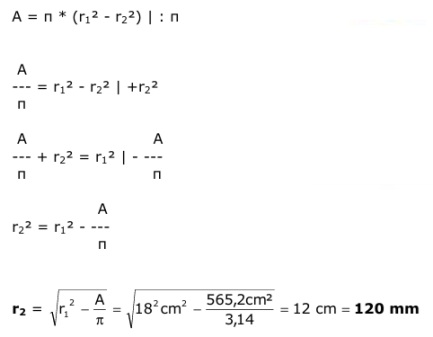 A = п * (r₁² - r₂²) | : п
A
--- = r₁² - r₂² | +r₂²
п
A A
--- + r₂² = r₁² | - ---
п п
A
r₂² = r₁² - ---
п
r₂ = √(r₁² − A/π) = √(18²cm² − 565,2cm²/3,14) = 12 cm = 120 mm